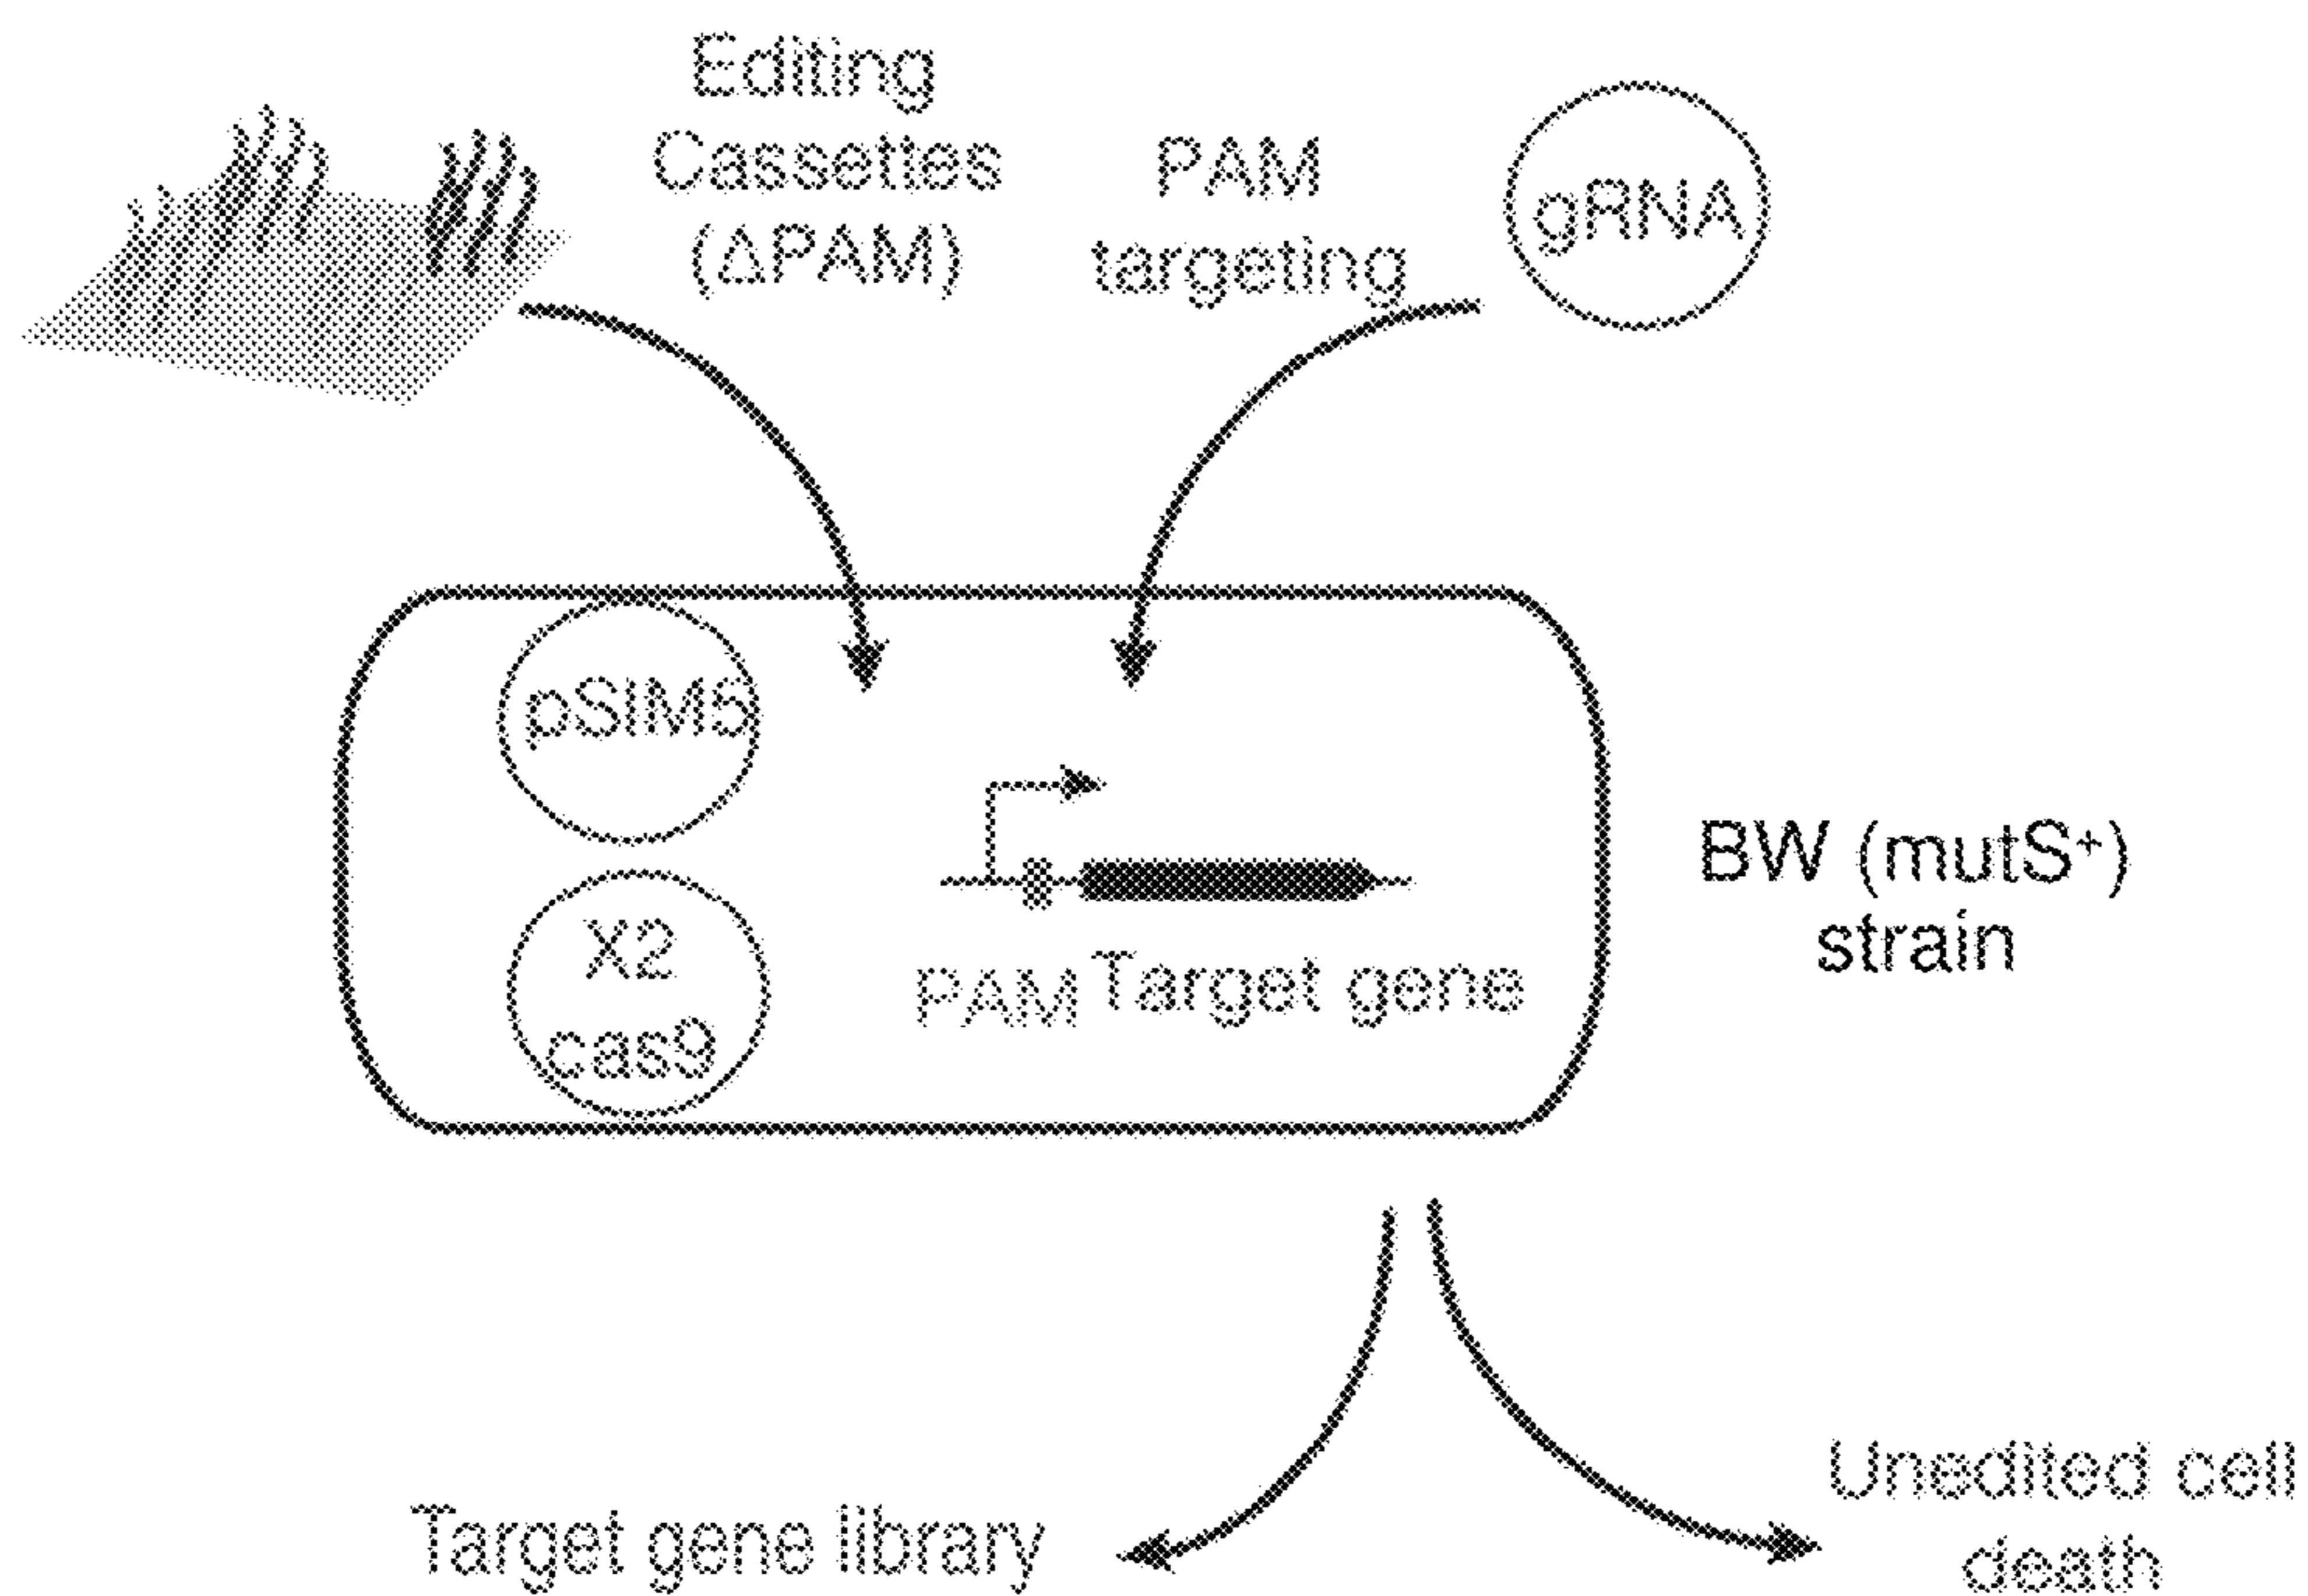 Editing
Cassettes
(ΔPAM)
PAM
targeting
gRNA
pSIM5
X2
cas9
PAM
Target gene
BW (mutS⁺)
strain
Target gene library
Unedited cell
death